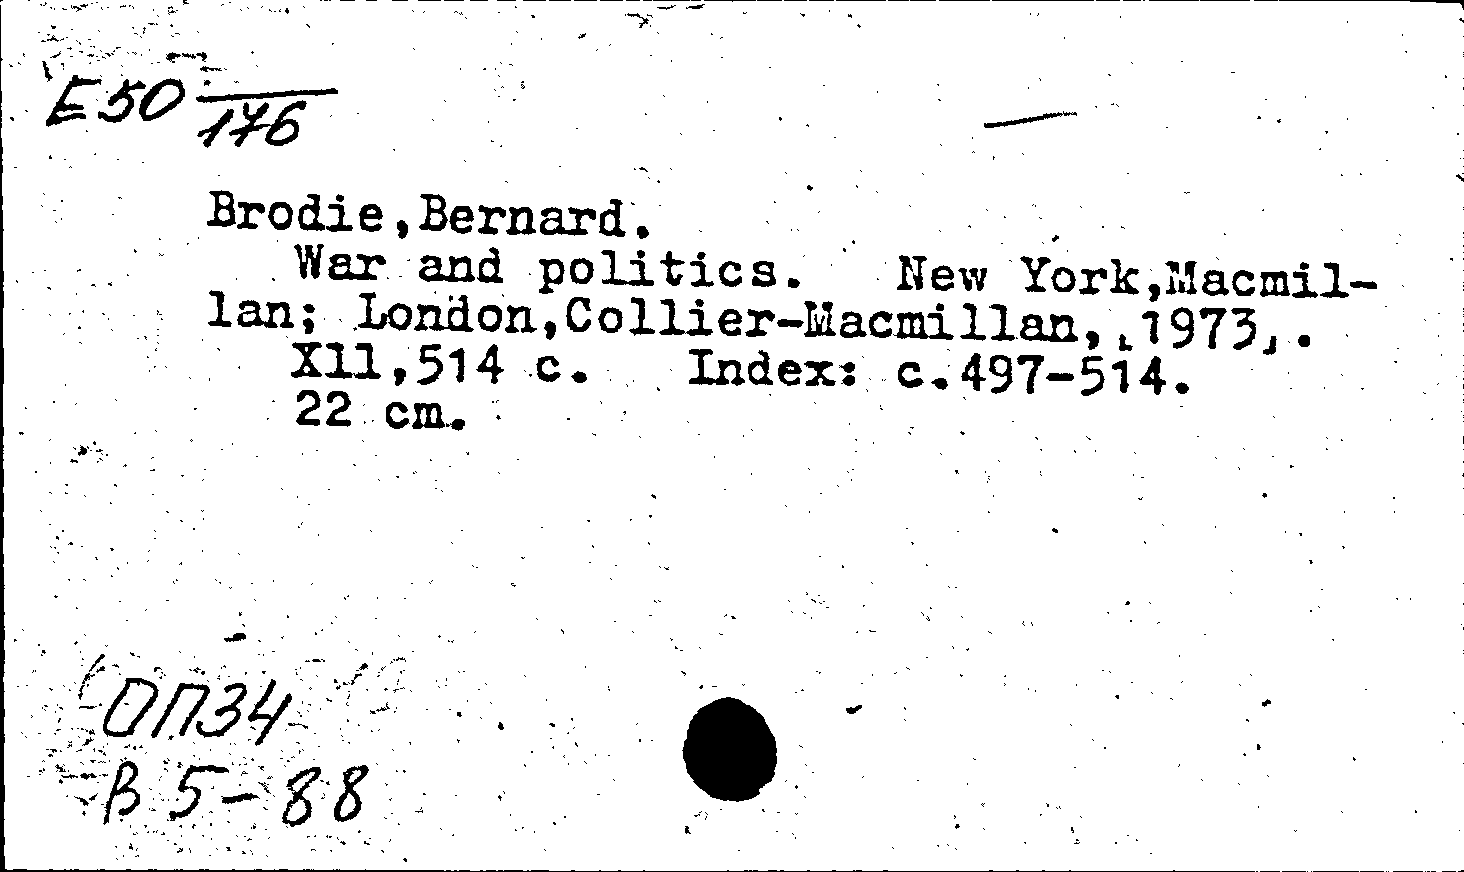 E50 —
176
Brodie,Bernard.
War and politics. New York,Macmil-
lan; London,Collier-Macmillan,[1973].
X11,514 c. Index: c.497-514.
22 cm.
ОП34
В 5-88